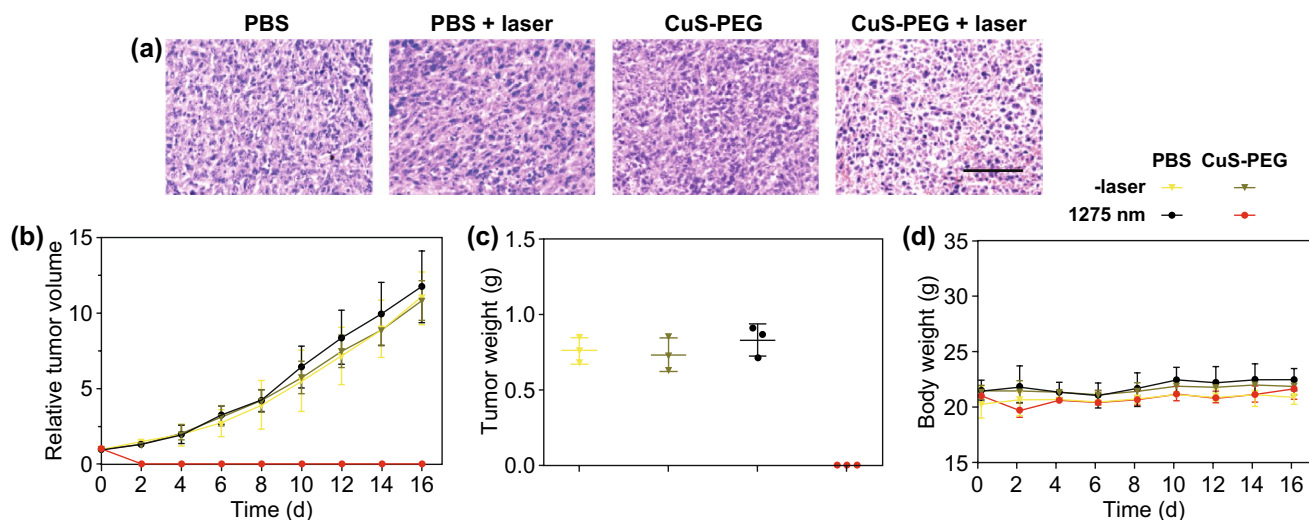 PBS PBS + laser CuS-PEG CuS-PEG + laser
(a)
PBS CuS-PEG
-laser
1275 nm
(b)
Relative tumor volume
15
10
5
0
0 2 4 6 8 10 12 14 16
Time (d)
(c)
Tumor weight (g)
1.5
1.0
0.5
0.0
(d)
Body weight (g)
35
30
25
20
15
0 2 4 6 8 10 12 14 16
Time (d)